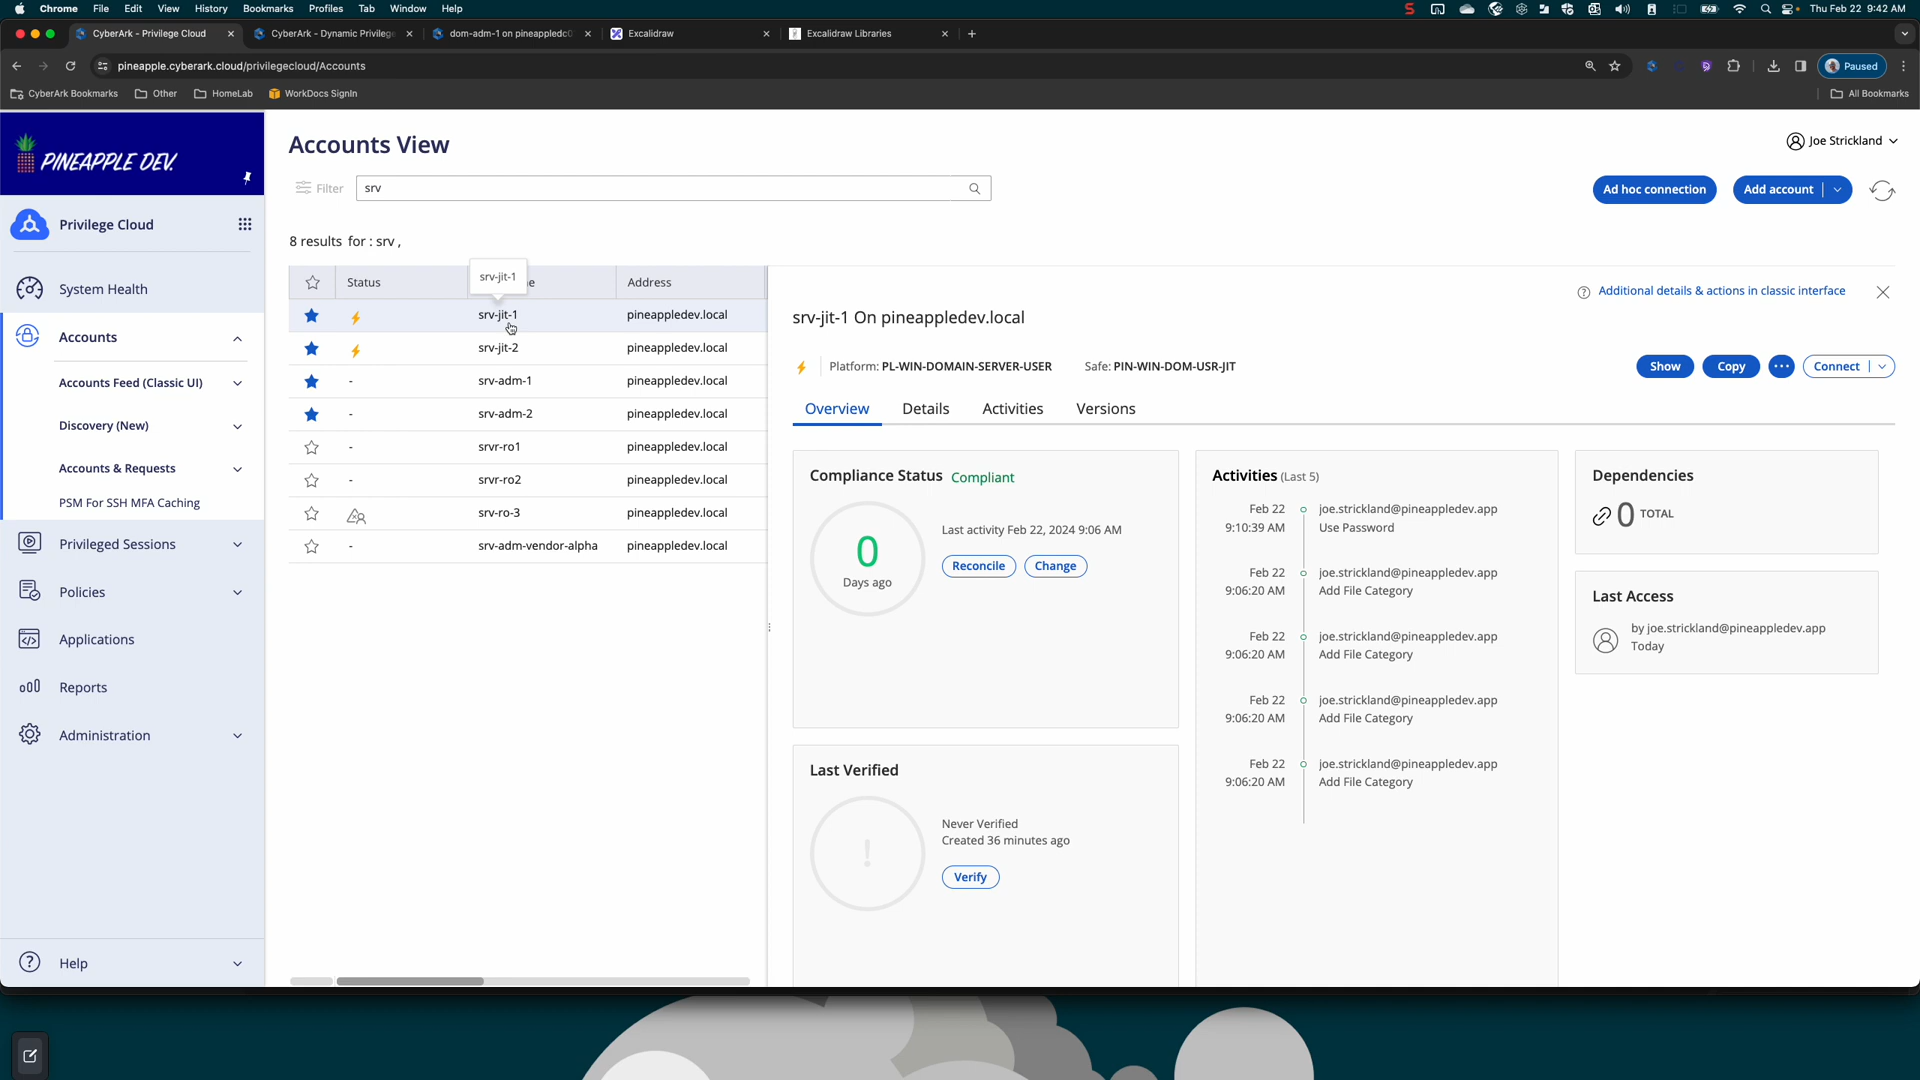 Chrome File Edit View History Bookmarks Profiles Tab Window Help
Thu Feb 22 9:42 AM
CyberArk - Privilege Cloud
CyberArk - Dynamic Privilege
dom-adm-1 on pineappledc0
Excalidraw
Excalidraw Libraries
pineapple.cyberark.cloud/privilegecloud/Accounts
Paused
CyberArk Bookmarks
Other
HomeLab
WorkDocs SignIn
All Bookmarks
PINEAPPLE DEV.
Accounts View
Joe Strickland
Filter
srv
Ad hoc connection
Add account
Privilege Cloud
8 results for : srv ,
System Health
Accounts
Accounts Feed (Classic UI)
Discovery (New)
Accounts & Requests
PSM For SSH MFA Caching
Privileged Sessions
Policies
Applications
Reports
Administration
Help
Status
srv-jit-1
e
Address
srv-jit-1 pineappledev.local
srv-jit-2 pineappledev.local
- srv-adm-1 pineappledev.local
- srv-adm-2 pineappledev.local
- srvr-ro1 pineappledev.local
- srvr-ro2 pineappledev.local
srv-ro-3 pineappledev.local
- srv-adm-vendor-alpha pineappledev.local
Additional details & actions in classic interface
srv-jit-1 On pineappledev.local
Platform: PL-WIN-DOMAIN-SERVER-USER
Safe: PIN-WIN-DOM-USR-JIT
Show
Copy
Connect
Overview
Details
Activities
Versions
Compliance Status Compliant
0
Days ago
Last activity Feb 22, 2024 9:06 AM
Reconcile
Change
Last Verified
!
Never Verified
Created 36 minutes ago
Verify
Activities (Last 5)
Feb 22 joe.strickland@pineappledev.app
9:10:39 AM Use Password
Feb 22 joe.strickland@pineappledev.app
9:06:20 AM Add File Category
Feb 22 joe.strickland@pineappledev.app
9:06:20 AM Add File Category
Feb 22 joe.strickland@pineappledev.app
9:06:20 AM Add File Category
Feb 22 joe.strickland@pineappledev.app
9:06:20 AM Add File Category
Dependencies
0 TOTAL
Last Access
by joe.strickland@pineappledev.app
Today